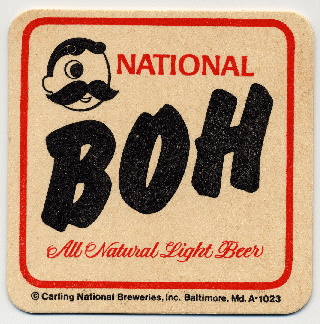 NATIONAL
BOH
All Natural Light Beer
© Carling National Breweries, Inc. Baltimore, Md. A-1023